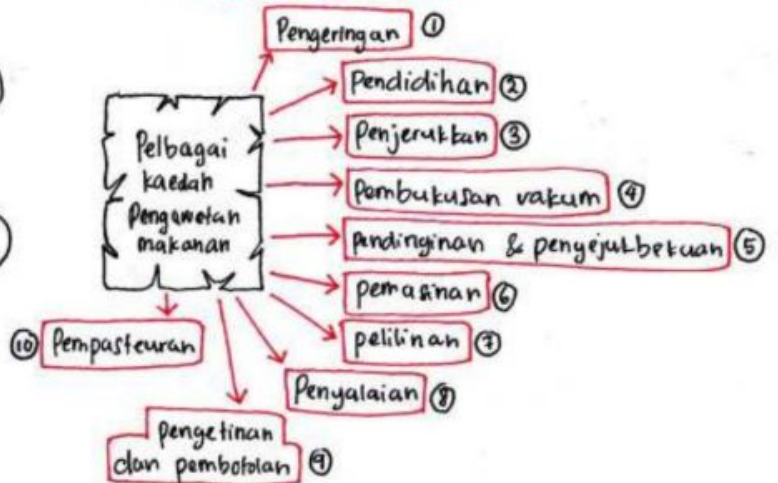 Pengeringan ①
Pendidihan ②
Penjerukkan ③
Pembukusan vakum ④
Pendinginan & penyejukbekuan ⑤
pemasinan ⑥
pelilinan ⑦
Penyalaian ⑧
pengetinan
dan pembotolan ⑨
⑩ Pempasteuran
Pelbagai
kaedah
Pengawetan
makanan